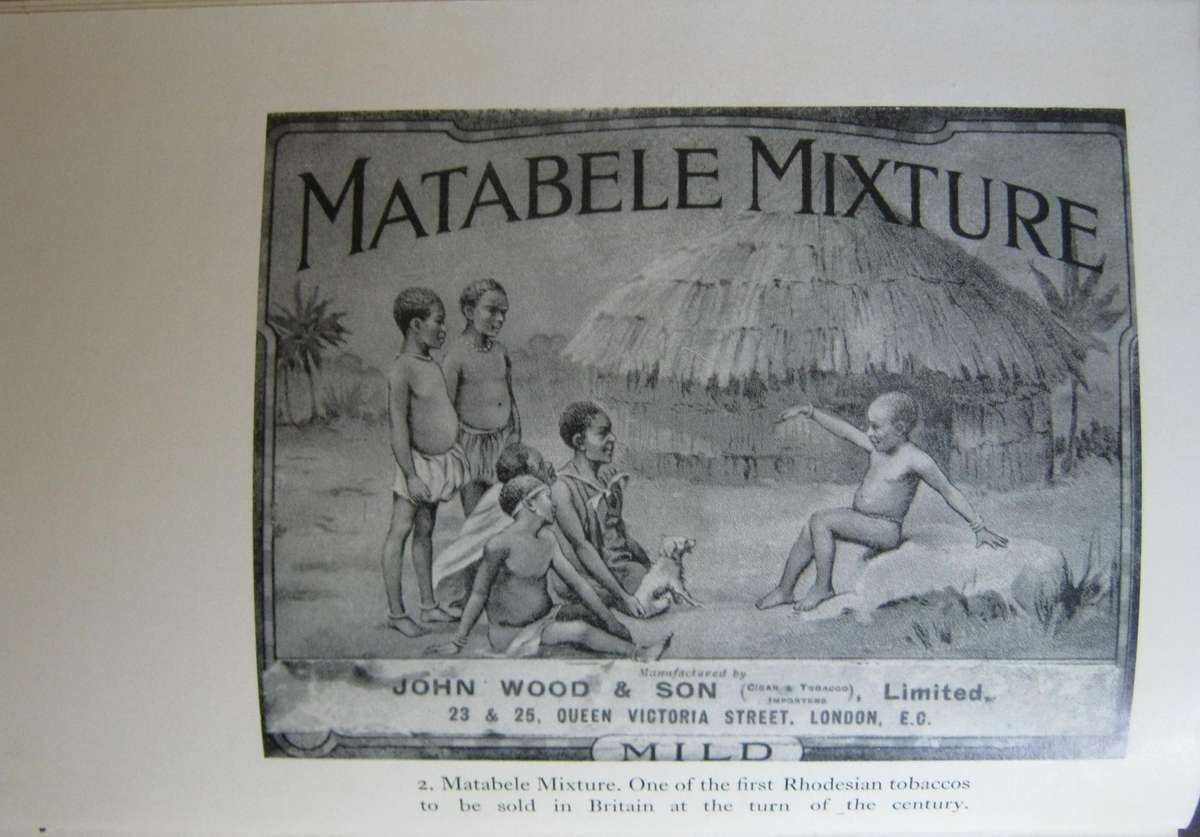 MATABELE MIXTURE
Manufactured by
JOHN WOOD & SON (CIGAR & TOBACCO IMPORTERS), Limited.,
23 & 25, QUEEN VICTORIA STREET, LONDON, E.C.
MILD
2. Matabele Mixture. One of the first Rhodesian tobaccos
to be sold in Britain at the turn of the century.